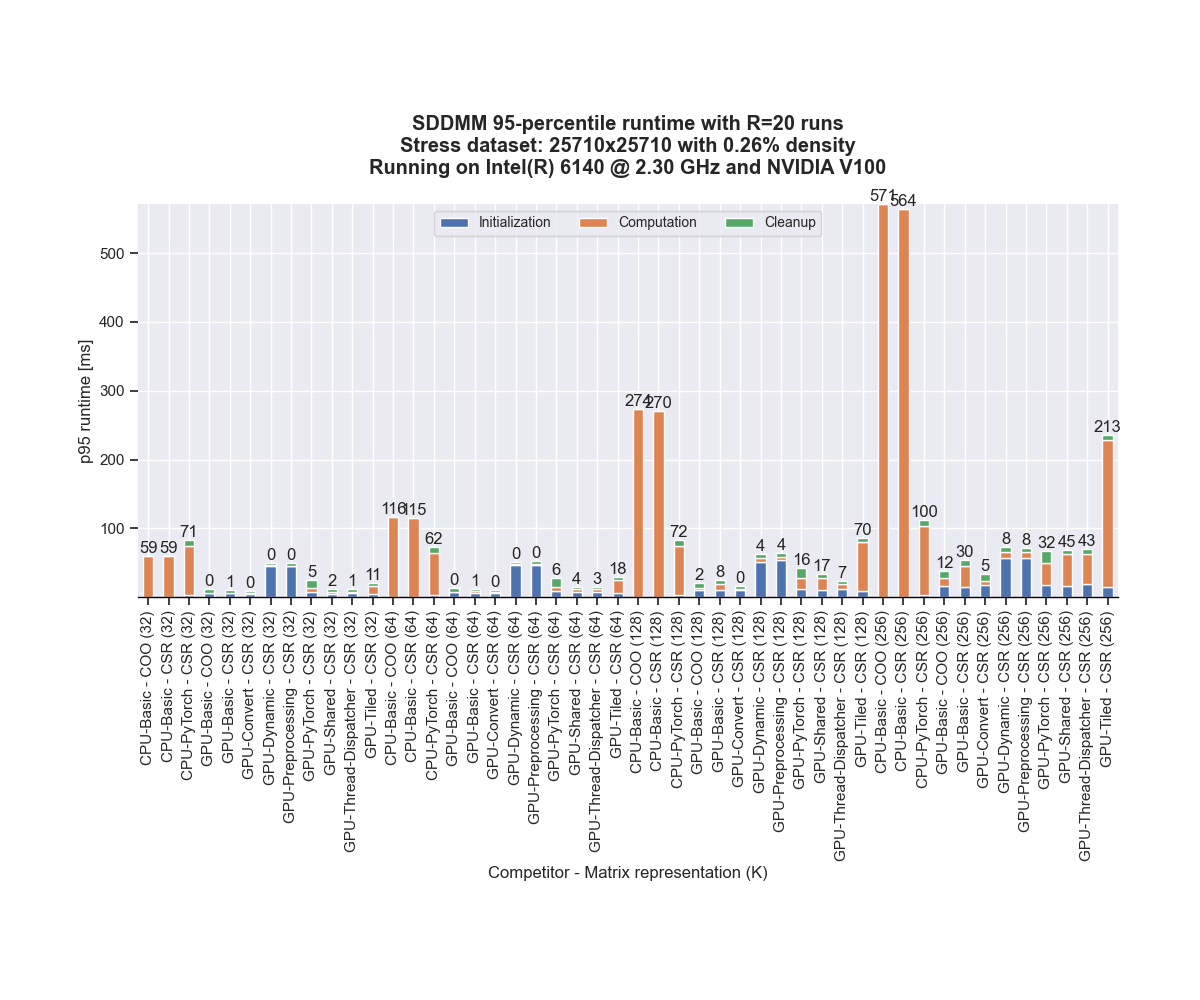 SDDMM 95-percentile runtime with R=20 runs
Stress dataset: 25710x25710 with 0.26% density
Running on Intel(R) 6140 @ 2.30 GHz and NVIDIA V100
Initialization Computation Cleanup
p95 runtime [ms]
500
400
300
200
100
59 59 71 0 1 0 0 0 5 2 1 11 116 115 62 0 1 0 0 0 6 4 3 18 274 270 72 2 8 0 4 4 16 17 7 70 571 564 100 12 30 5 8 8 32 45 43 213
CPU-Basic - COO (32)
CPU-Basic - CSR (32)
CPU-PyTorch - CSR (32)
GPU-Basic - COO (32)
GPU-Basic - CSR (32)
GPU-Convert - CSR (32)
GPU-Dynamic - CSR (32)
GPU-Preprocessing - CSR (32)
GPU-PyTorch - CSR (32)
GPU-Shared - CSR (32)
GPU-Thread-Dispatcher - CSR (32)
GPU-Tiled - CSR (32)
CPU-Basic - COO (64)
CPU-Basic - CSR (64)
CPU-PyTorch - CSR (64)
GPU-Basic - COO (64)
GPU-Basic - CSR (64)
GPU-Convert - CSR (64)
GPU-Dynamic - CSR (64)
GPU-Preprocessing - CSR (64)
GPU-PyTorch - CSR (64)
GPU-Shared - CSR (64)
GPU-Thread-Dispatcher - CSR (64)
GPU-Tiled - CSR (64)
CPU-Basic - COO (128)
CPU-Basic - CSR (128)
CPU-PyTorch - CSR (128)
GPU-Basic - COO (128)
GPU-Basic - CSR (128)
GPU-Convert - CSR (128)
GPU-Dynamic - CSR (128)
GPU-Preprocessing - CSR (128)
GPU-PyTorch - CSR (128)
GPU-Shared - CSR (128)
GPU-Thread-Dispatcher - CSR (128)
GPU-Tiled - CSR (128)
CPU-Basic - COO (256)
CPU-Basic - CSR (256)
CPU-PyTorch - CSR (256)
GPU-Basic - COO (256)
GPU-Basic - CSR (256)
GPU-Convert - CSR (256)
GPU-Dynamic - CSR (256)
GPU-Preprocessing - CSR (256)
GPU-PyTorch - CSR (256)
GPU-Shared - CSR (256)
GPU-Thread-Dispatcher - CSR (256)
GPU-Tiled - CSR (256)
Competitor - Matrix representation (K)